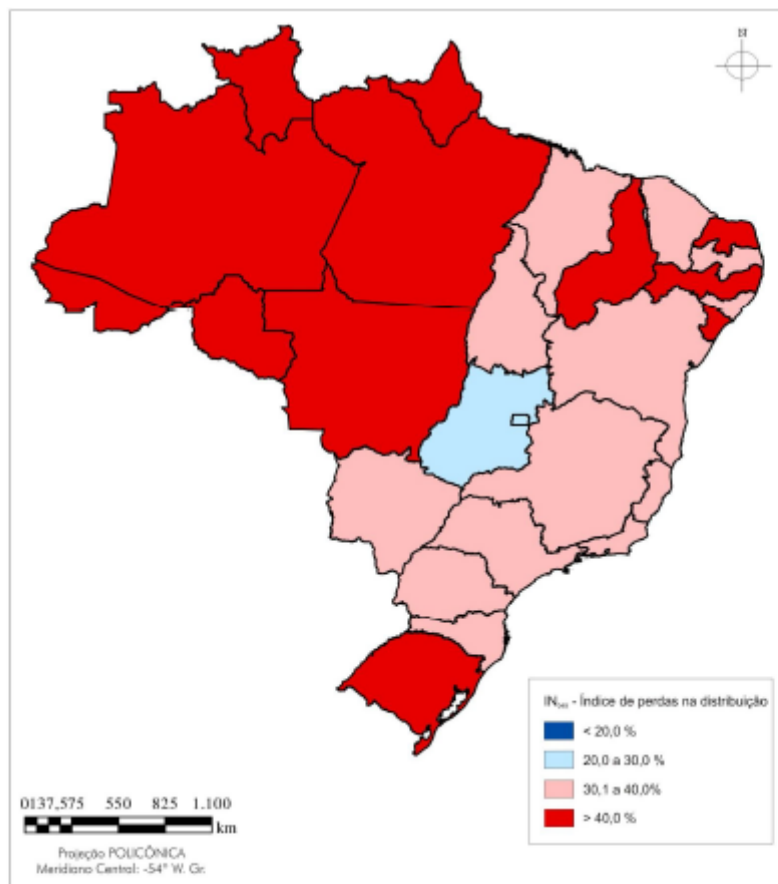 N
IN₀₄₉ - Índice de perdas na distribuição
< 20,0 %
20,0 a 30,0 %
30,1 a 40,0%
> 40,0 %
0137,575 550 825 1.100
km
Projeção POLICÔNICA
Meridiano Central: -54° W. Gr.